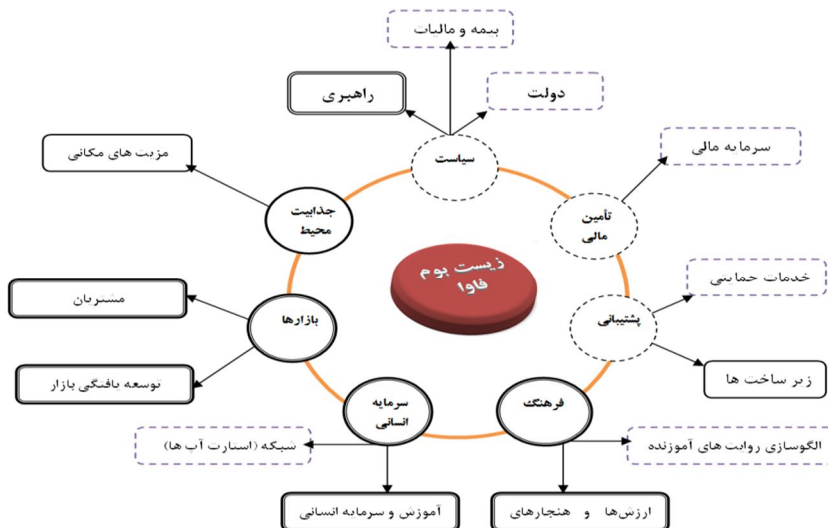 بیمه و مالیات
راهبری
دولت
سیاست
سرمایه مالی
تأمین
مالی
مزیت های مکانی
جذابیت
محیط
زیست بوم
فاوا
خدمات حمایتی
پشتیبانی
زیر ساخت ها
مشتریان
بازارها
توسعه یافتگی بازار
فرهنگ
الگوسازی روایت های آموزنده
ارزش‌ها و هنجارهای
سرمایه
انسانی
شبکه (استارت آپ ها)
آموزش و سرمایه انسانی